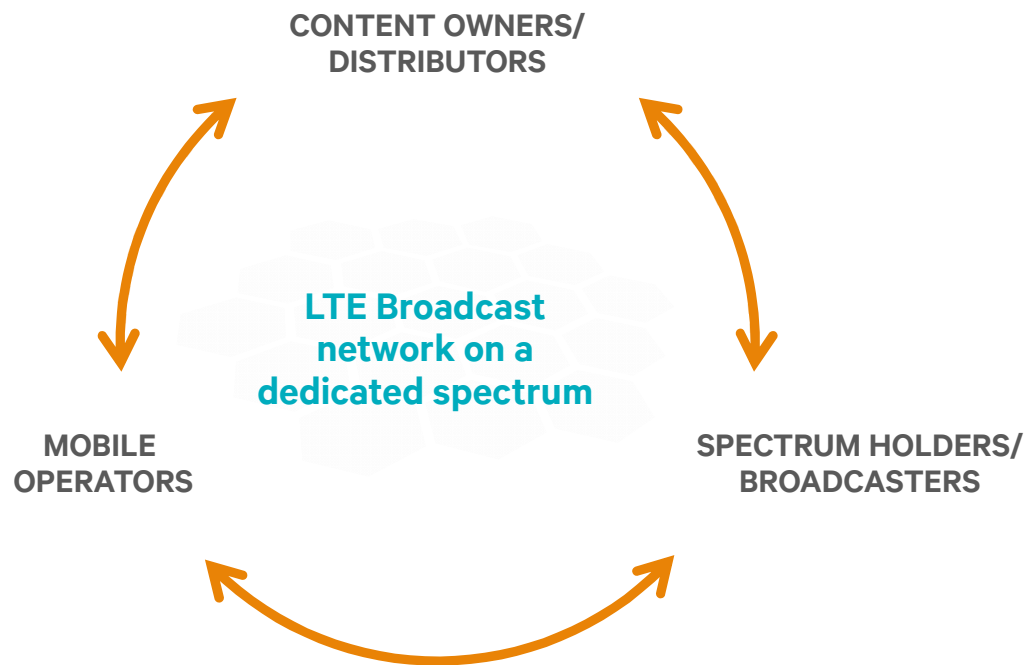 CONTENT OWNERS/
DISTRIBUTORS
LTE Broadcast
network on a
dedicated spectrum
MOBILE
OPERATORS
SPECTRUM HOLDERS/
BROADCASTERS